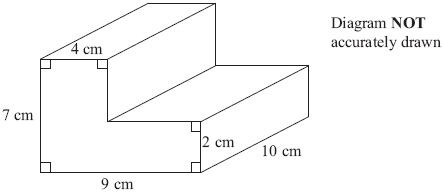 Diagram NOT
accurately drawn
4 cm
7 cm
2 cm
10 cm
9 cm